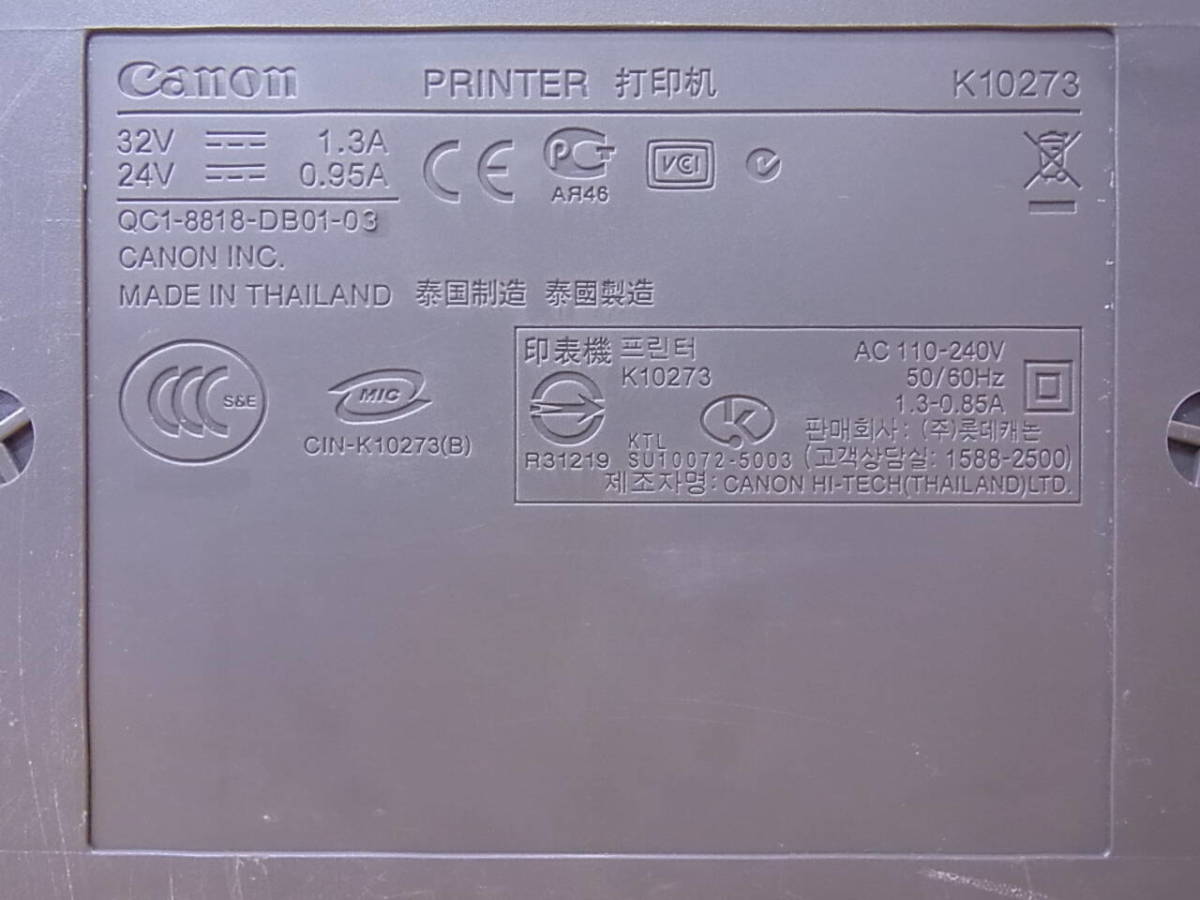 Canon PRINTER 打印机 K10273
32V 1.3A
24V 0.95A
CE PCT VCI
АЯ46
QC1-8818-DB01-03
CANON INC.
MADE IN THAILAND 泰国制造 泰國製造
CCC S&E
MIC
CIN-K10273(B)
印表機 프린터 AC 110-240V
K10273 50/60Hz
1.3-0.85A
판매회사: (주)롯데캐논
KTL
R31219 SU10072-5003 (고객상담실: 1588-2500)
제조자명: CANON HI-TECH(THAILAND)LTD.